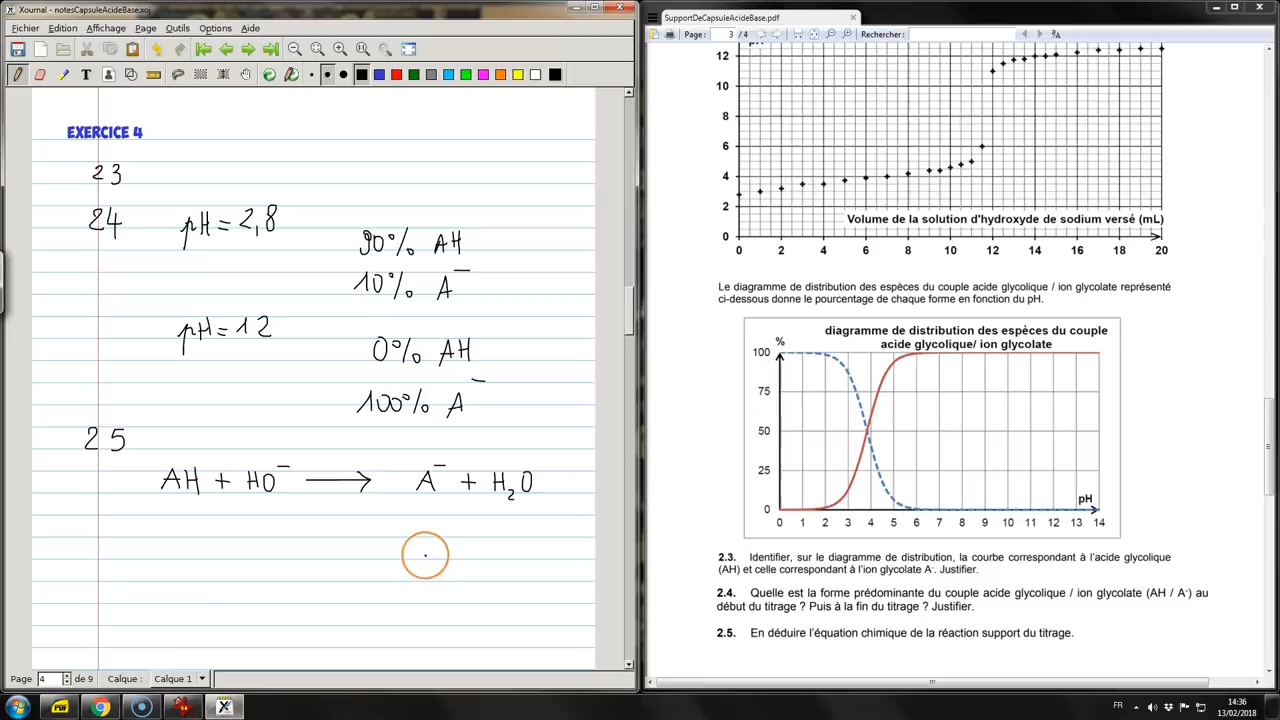 Xournal - notesCapsuleAcideBase.xoj
Fichier Edition Affichage Page Outils Options Aide
EXERCICE 4
23
24 pH = 2,8
90% AH
10% A⁻
pH = 12
0% AH
100% A⁻
25
AH + HO⁻ ⟶ A⁻ + H₂O
Page 4 de 9 Calque : Calque 1
SupportDeCapsuleAcideBase.pdf
Page : 3 / 4 Rechercher :
12
10
8
6
4
2
0
Volume de la solution d'hydroxyde de sodium versé (mL)
0 2 4 6 8 10 12 14 16 18 20
Le diagramme de distribution des espèces du couple acide glycolique / ion glycolate représenté
ci-dessous donne le pourcentage de chaque forme en fonction du pH.
diagramme de distribution des espèces du couple
acide glycolique/ ion glycolate
%
100
75
50
25
0
pH
0 1 2 3 4 5 6 7 8 9 10 11 12 13 14
2.3. Identifier, sur le diagramme de distribution, la courbe correspondant à l'acide glycolique
(AH) et celle correspondant à l'ion glycolate A⁻. Justifier.
2.4. Quelle est la forme prédominante du couple acide glycolique / ion glycolate (AH / A⁻) au
début du titrage ? Puis à la fin du titrage ? Justifier.
2.5. En déduire l'équation chimique de la réaction support du titrage.
FR
14:36
13/02/2018